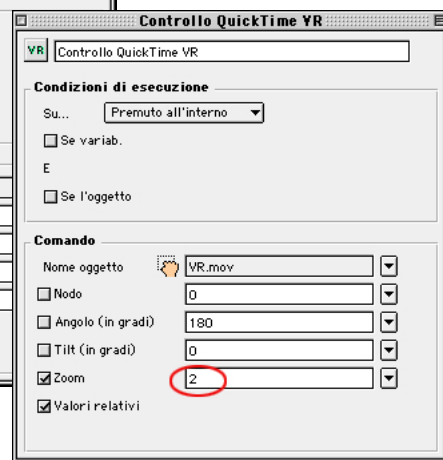 Controllo QuickTime VR
VR Controllo QuickTime VR
Condizioni di esecuzione
Su... Premuto all'interno
Se variab.
E
Se l'oggetto
Comando
Nome oggetto VR.mov
Nodo 0
Angolo (in gradi) 180
Tilt (in gradi) 0
Zoom 2
Valori relativi